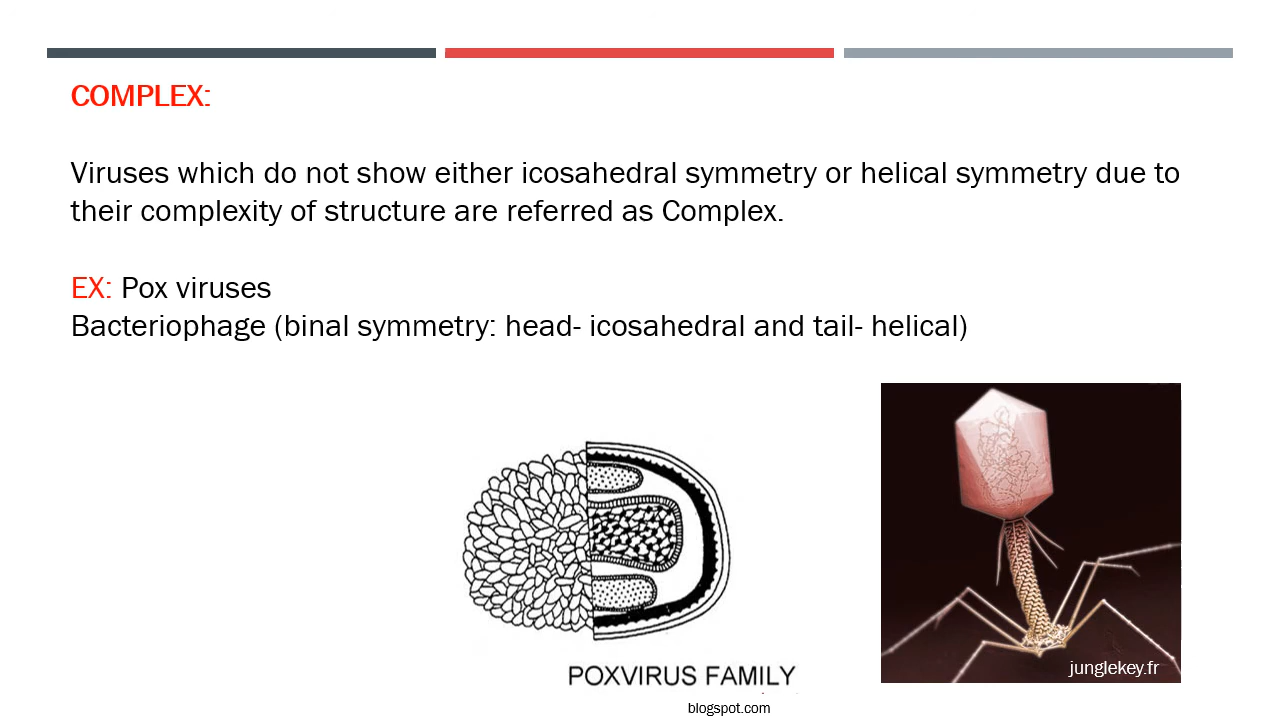 COMPLEX:
Viruses which do not show either icosahedral symmetry or helical symmetry due to
their complexity of structure are referred as Complex.
EX: Pox viruses
Bacteriophage (binal symmetry: head- icosahedral and tail- helical)
junglekey.fr
POXVIRUS FAMILY
blogspot.com